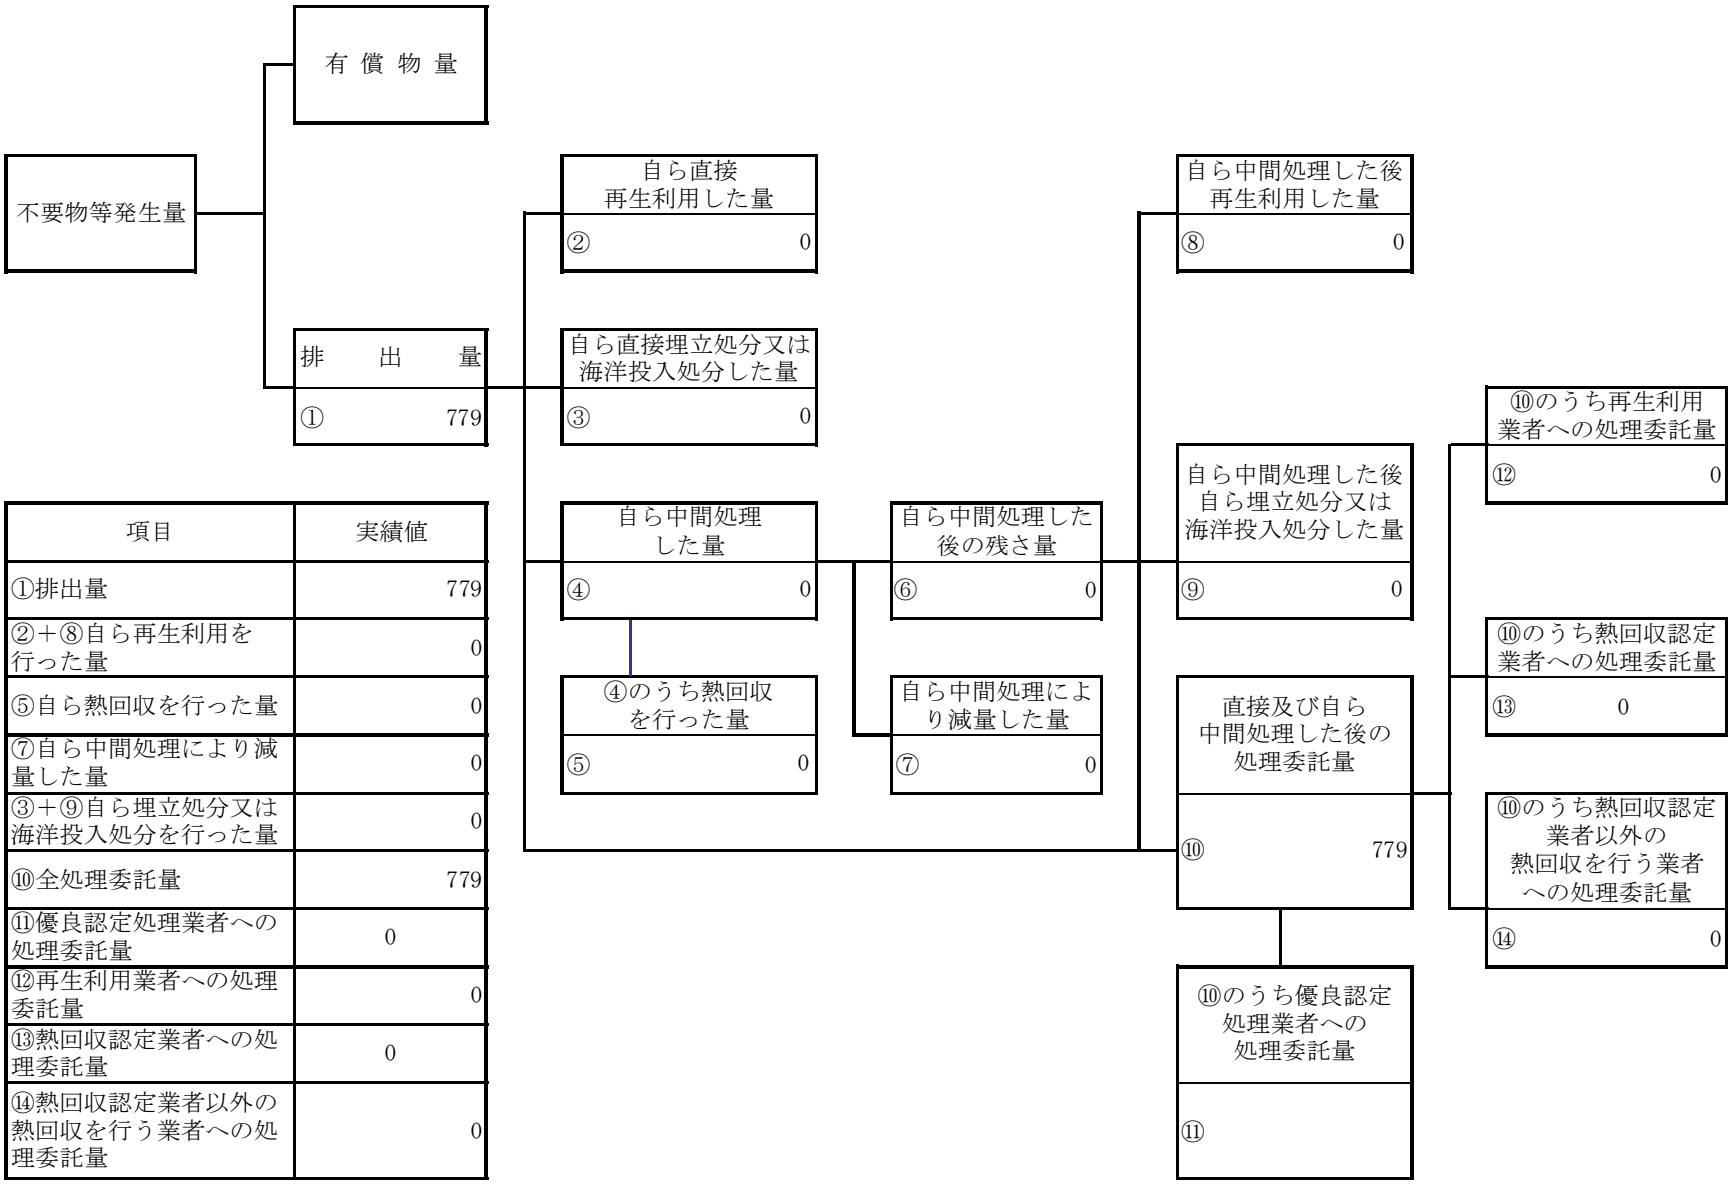 有 償 物 量
不要物等発生量
自ら直接
再生利用した量
② 0
自ら中間処理した後
再生利用した量
⑧ 0
排 出 量
① 779
自ら直接埋立処分又は
海洋投入処分した量
③ 0
⑩のうち再生利用
業者への処理委託量
⑫ 0
自ら中間処理した後
自ら埋立処分又は
海洋投入処分した量
⑨ 0
自ら中間処理
した量
④ 0
自ら中間処理した
後の残さ量
⑥ 0
⑩のうち熱回収認定
業者への処理委託量
⑬ 0
④のうち熱回収
を行った量
⑤ 0
自ら中間処理によ
り減量した量
⑦ 0
直接及び自ら
中間処理した後の
処理委託量
⑩ 779
⑩のうち熱回収認定
業者以外の
熱回収を行う業者
への処理委託量
⑭ 0
⑩のうち優良認定
処理業者への
処理委託量
⑪
項目 実績値
①排出量 779
②＋⑧自ら再生利用を
行った量 0
⑤自ら熱回収を行った量 0
⑦自ら中間処理により減
量した量 0
③＋⑨自ら埋立処分又は
海洋投入処分を行った量 0
⑩全処理委託量 779
⑪優良認定処理業者への
処理委託量 0
⑫再生利用業者への処理
委託量 0
⑬熱回収認定業者への処
理委託量 0
⑭熱回収認定業者以外の
熱回収を行う業者への処
理委託量 0